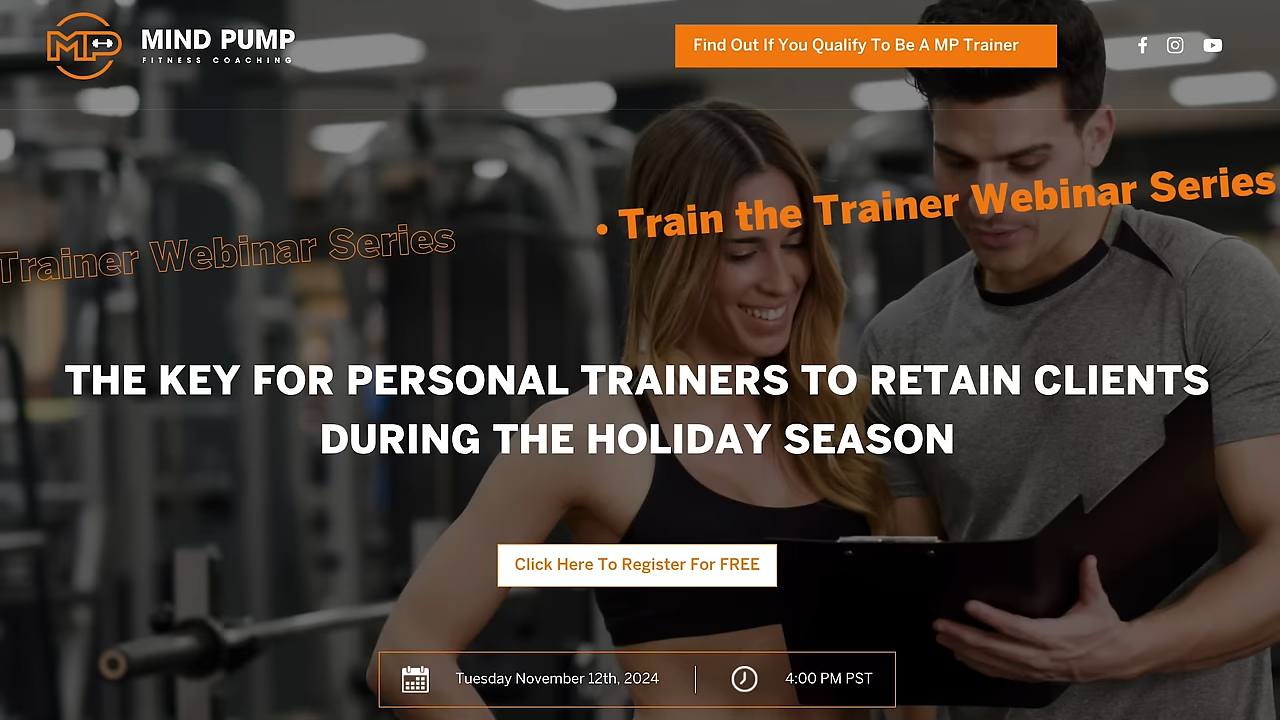 MP
MIND PUMP
FITNESS COACHING
Find Out If You Qualify To Be A MP Trainer
• Train the Trainer Webinar Series
Trainer Webinar Series
THE KEY FOR PERSONAL TRAINERS TO RETAIN CLIENTS
DURING THE HOLIDAY SEASON
Click Here To Register For FREE
Tuesday November 12th, 2024
4:00 PM PST